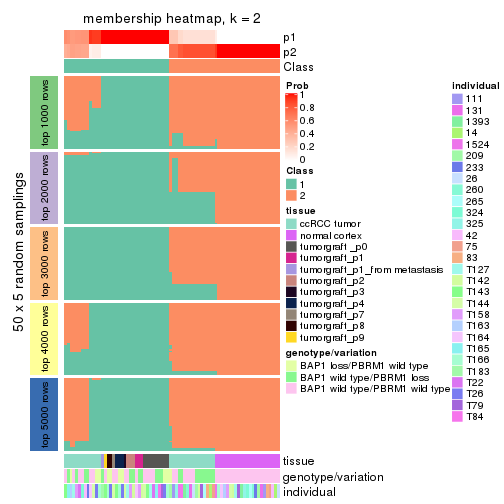 membership heatmap, k = 2
p1
p2
Class
50 x 5 random samplings
top 1000 rows
top 2000 rows
top 3000 rows
top 4000 rows
top 5000 rows
tissue
genotype/variation
individual
Prob
1
0.8
0.6
0.4
0.2
0
Class
1
2
tissue
ccRCC tumor
normal cortex
tumorgraft _p0
tumorgraft_p1
tumorgraft_p1_from metastasis
tumorgraft_p2
tumorgraft_p3
tumorgraft_p4
tumorgraft_p7
tumorgraft_p8
tumorgraft_p9
genotype/variation
BAP1 loss/PBRM1 wild type
BAP1 wild type/PBRM1 loss
BAP1 wild type/PBRM1 wild type
individual
111
131
1393
14
1524
209
233
26
260
265
324
325
42
75
83
T127
T142
T143
T144
T158
T163
T164
T165
T166
T183
T22
T26
T79
T84